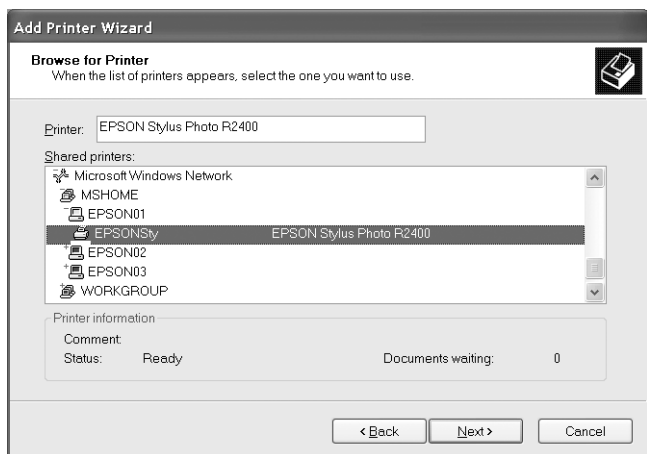 Add Printer Wizard
Browse for Printer
When the list of printers appears, select the one you want to use.
Printer: EPSON Stylus Photo R2400
Shared printers:
Microsoft Windows Network
MSHOME
EPSON01
EPSONSty EPSON Stylus Photo R2400
EPSON02
EPSON03
WORKGROUP
Printer information
Comment:
Status: Ready Documents waiting: 0
< Back Next > Cancel